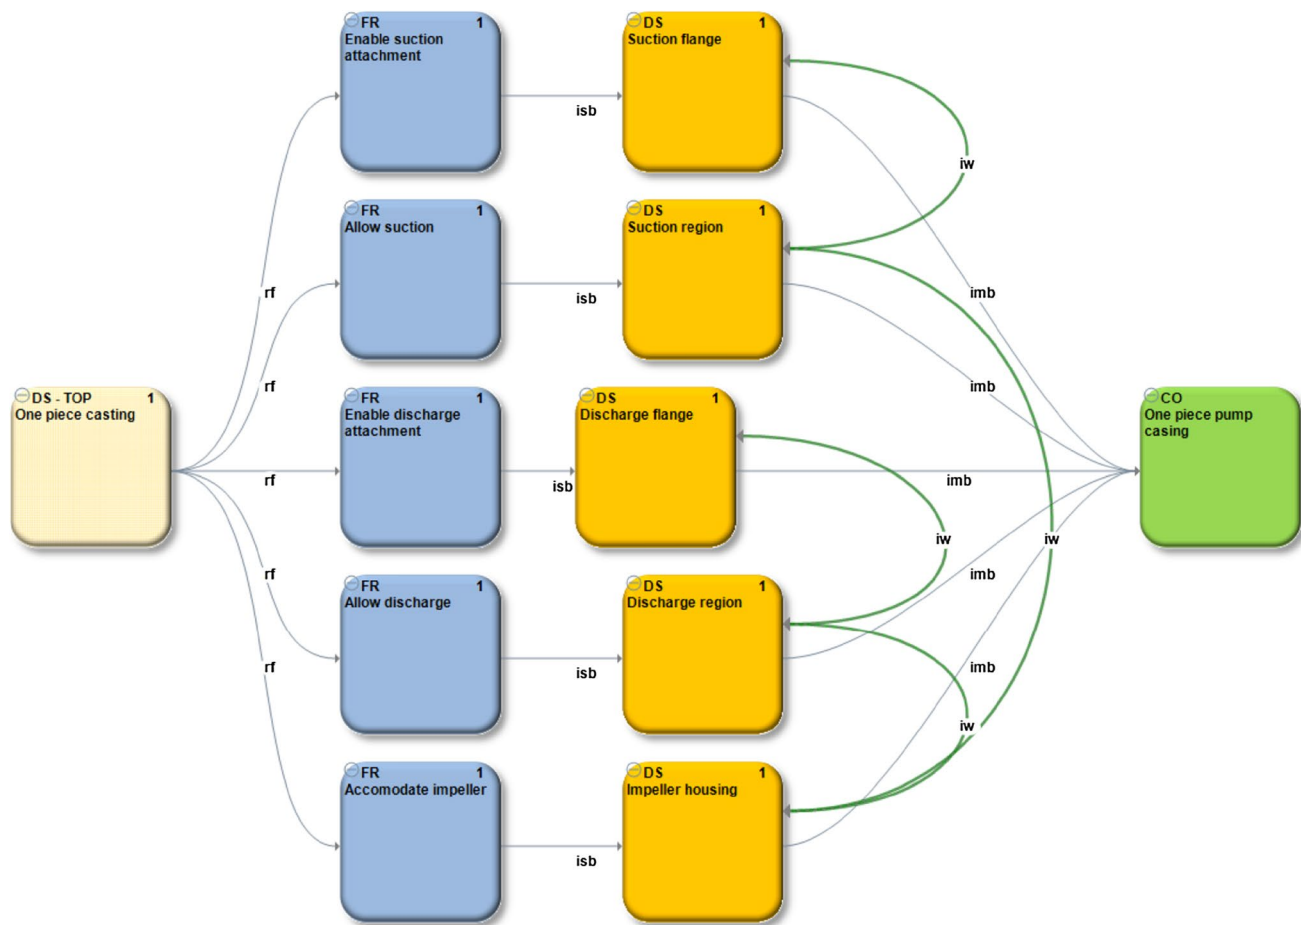 FR 1
Enable suction
attachment
DS 1
Suction flange
isb
iw
FR 1
Allow suction
DS 1
Suction region
rf
isb
imb
rf
imb
DS - TOP 1
One piece casting
FR 1
Enable discharge
attachment
DS 1
Discharge flange
CO 1
One piece pump
casing
rf
isb
imb
iw
iw
FR 1
Allow discharge
DS 1
Discharge region
rf
imb
rf
isb
imb
iw
FR 1
Accomodate impeller
DS 1
Impeller housing
isb